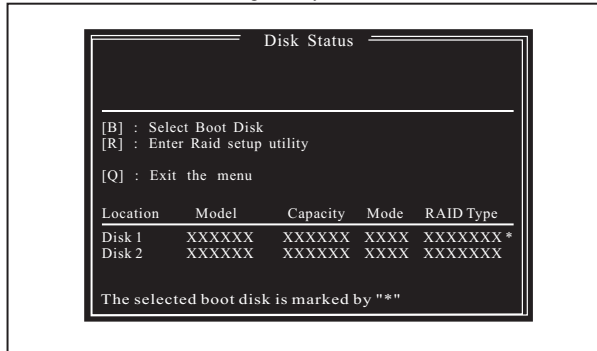 Disk Status
[B] : Select Boot Disk
[R] : Enter Raid setup utility
[Q] : Exit the menu
Location Model Capacity Mode RAID Type
Disk 1 XXXXXX XXXXXX XXXX XXXXXXX *
Disk 2 XXXXXX XXXXXX XXXX XXXXXXX
The selected boot disk is marked by "*"